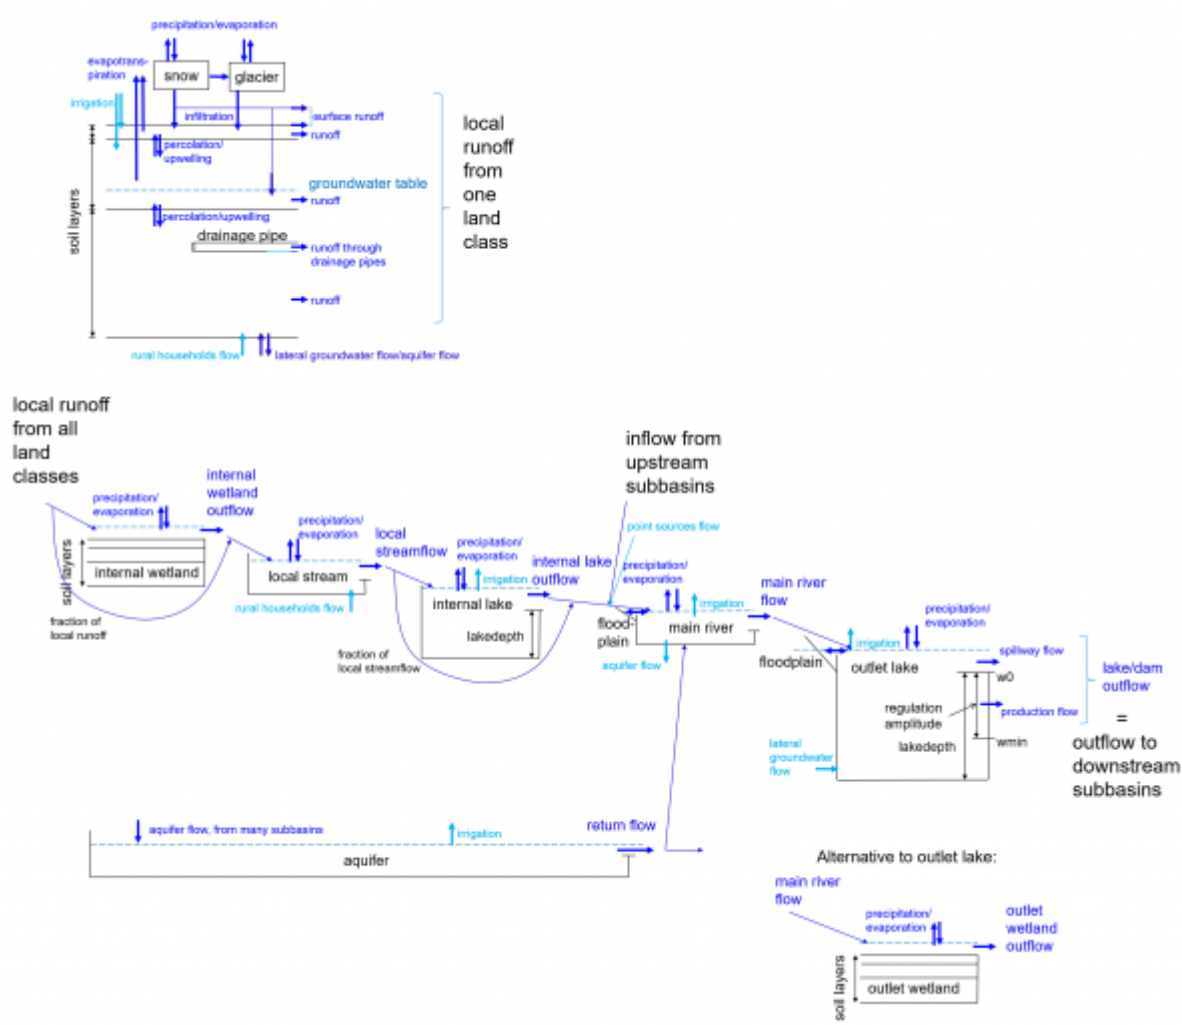 precipitation/evaporation
evapotrans-
piration
snow
glacier
irrigation
infiltration
surface runoff
runoff
percolation/
upwelling
groundwater table
runoff
percolation/upwelling
drainage pipe
runoff through
drainage pipes
runoff
soil layers
rural households flow
lateral groundwater flow/aquifer flow
local
runoff
from
one
land
class
local runoff
from all
land
classes
precipitation/
evaporation
internal
wetland
outflow
soil layers
internal wetland
fraction of
local runoff
precipitation/
evaporation
local stream
rural households flow
local
streamflow
precipitation/
evaporation
irrigation
internal lake
lakedepth
fraction of
local streamflow
internal lake
outflow
inflow from
upstream
subbasins
point sources flow
precipitation/
evaporation
irrigation
flood-
plain
main river
aquifer flow
main river
flow
floodplain
irrigation
precipitation/
evaporation
outlet lake
spillway flow
w0
regulation
amplitude
production flow
lakedepth
wmin
lateral
groundwater
flow
lake/dam
outflow
=
outflow to
downstream
subbasins
aquifer flow, from many subbasins
irrigation
return flow
aquifer
Alternative to outlet lake:
main river
flow
precipitation/
evaporation
outlet
wetland
outflow
soil layers
outlet wetland